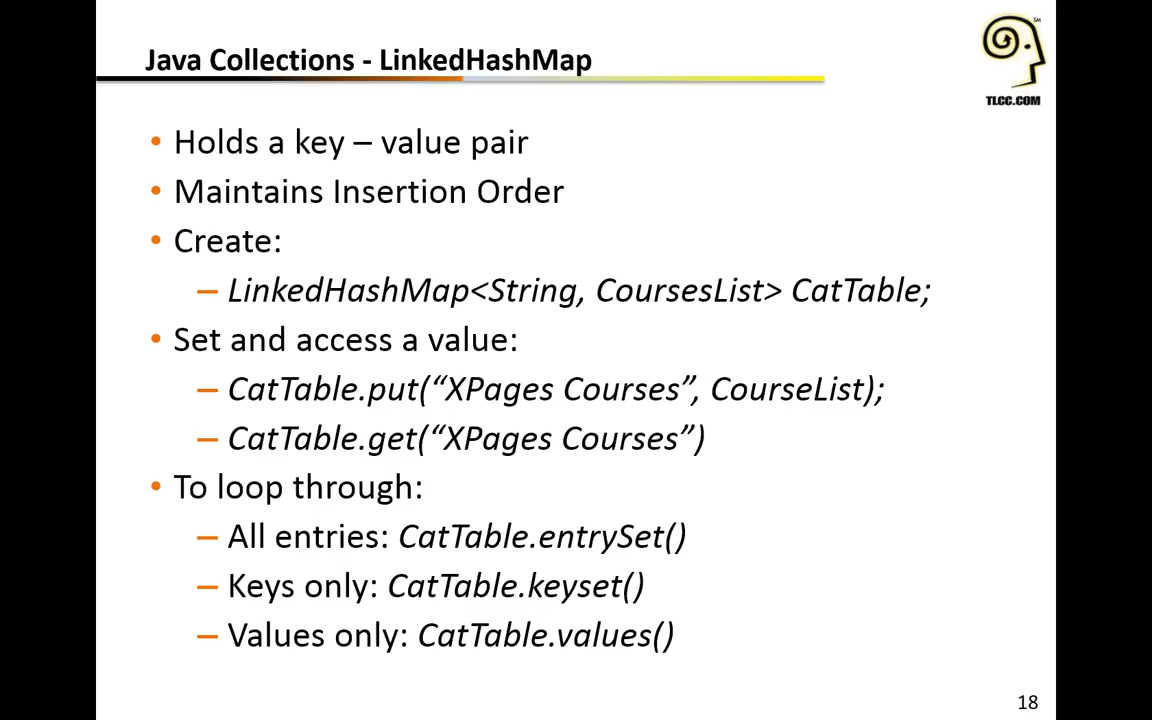 Java Collections - LinkedHashMap
SM
TLCC.COM
• Holds a key – value pair
• Maintains Insertion Order
• Create:
– LinkedHashMap<String, CoursesList> CatTable;
• Set and access a value:
– CatTable.put(“XPages Courses”, CourseList);
– CatTable.get(“XPages Courses”)
• To loop through:
– All entries: CatTable.entrySet()
– Keys only: CatTable.keyset()
– Values only: CatTable.values()
18